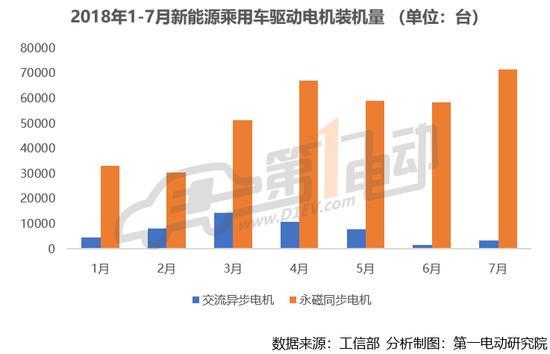 2018年1-7月新能源乘用车驱动电机装机量 （单位：台）
80000
70000
60000
50000
40000
30000
20000
10000
0
1月 2月 3月 4月 5月 6月 7月
第1电动
www.D1EV.com
交流异步电机 永磁同步电机
数据来源：工信部 分析制图：第一电动研究院